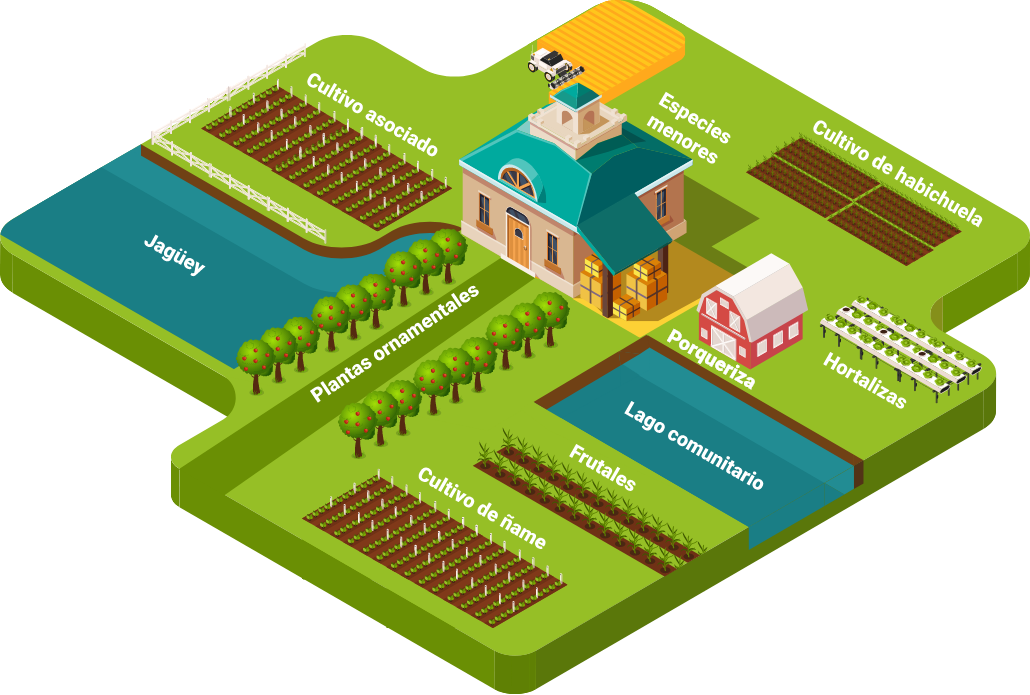 Cultivo asociado
Especies
menores
Cultivo de habichuela
Jagüey
Plantas ornamentales
Porqueriza
Hortalizas
Lago comunitario
Frutales
Cultivo de ñame